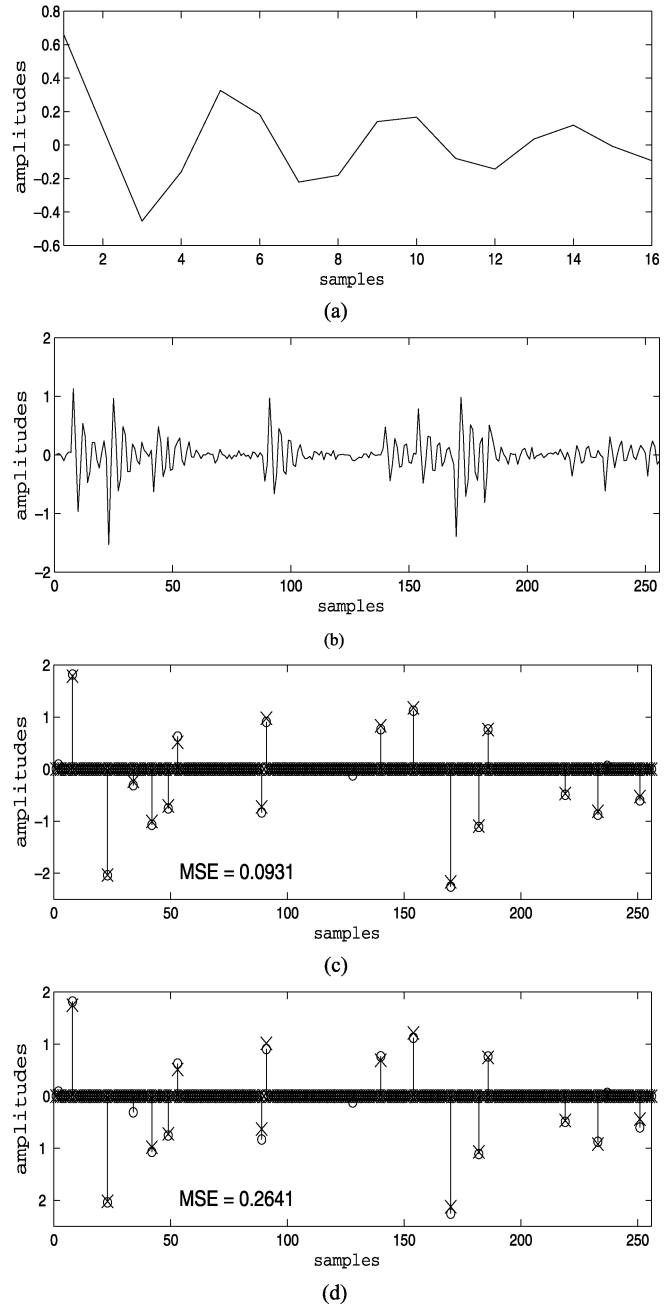 0.8
0.6
0.4
0.2
0
−0.2
−0.4
−0.6
amplitudes
2 4 6 8 10 12 14 16
samples
(a)
2
1
0
−1
−2
amplitudes
0 50 100 150 200 250
samples
(b)
2
1
0
−1
−2
amplitudes
MSE = 0.0931
0 50 100 150 200 250
samples
(c)
2
1
0
1
2
amplitudes
MSE = 0.2641
0 50 100 150 200 250
samples
(d)